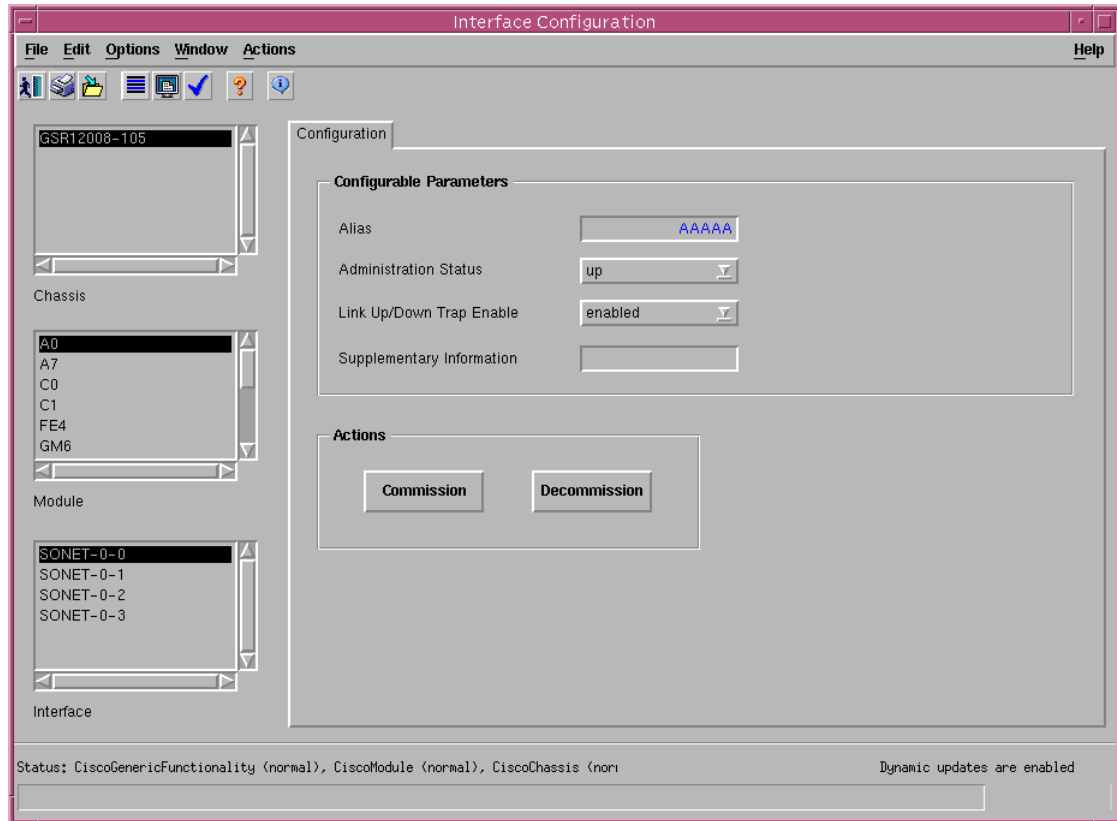 Interface Configuration
File Edit Options Window Actions Help
GSR12008-105
Chassis
A0
A7
C0
C1
FE4
GM6
Module
SONET-0-0
SONET-0-1
SONET-0-2
SONET-0-3
Interface
Configuration
Configurable Parameters
Alias AAAAA
Administration Status up
Link Up/Down Trap Enable enabled
Supplementary Information
Actions
Commission Decommission
Status: CiscoGenericFunctionality (normal), CiscoModule (normal), CiscoChassis (nor
Dynamic updates are enabled